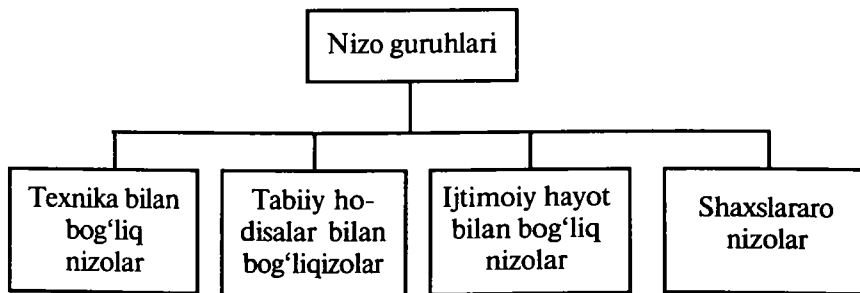 Nizo guruhlari
Texnika bilan
bog‘liq
nizolar
Tabiiy ho-
disalar bilan
bog‘liqizolar
Ijtimoiy hayot
bilan bog‘liq
nizolar
Shaxslararo
nizolar